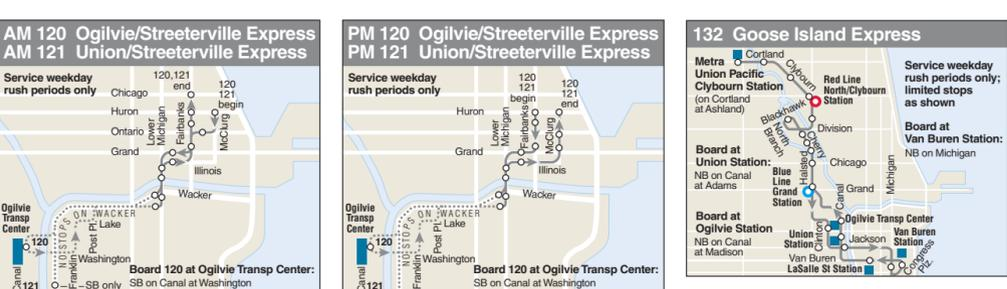 AM 120 Ogilvie/Streeterville Express
AM 121 Union/Streeterville Express
Service weekday
rush periods only
120,121
end
120
121
begin
Chicago
Huron
Ontario
Grand
Lower
Michigan
Fairbanks
McClurg
Illinois
Wacker
Ogilvie
Transp
Center
NO STOPS ON WACKER
Lake
Post Pl.
120
Washington
Franklin
Canal
121
SB only
Board 120 at Ogilvie Transp Center:
SB on Canal at Washington
PM 120 Ogilvie/Streeterville Express
PM 121 Union/Streeterville Express
Service weekday
rush periods only
120
121
begin
120
121
end
Huron
Grand
Lower
Michigan
Fairbanks
McClurg
Illinois
Wacker
Ogilvie
Transp
Center
NO STOPS ON WACKER
Lake
Post Pl.
120
Washington
Franklin
Canal
121
SB only
Board 120 at Ogilvie Transp Center:
SB on Canal at Washington
132 Goose Island Express
Metra
Union Pacific
Clybourn Station
(on Cortland
at Ashland)
Cortland
Clybourn
Red Line
North/Clybourn
Station
Service weekday
rush periods only;
limited stops
as shown
Board at
Van Buren Station:
NB on Michigan
Blackhawk
North
Branch
Cherry
Division
Board at
Union Station:
NB on Canal
at Adams
Halsted
Chicago
Michigan
Blue
Line
Grand
Station
Canal
Grand
Board at
Ogilvie Station
NB on Canal
at Madison
Ogilvie Transp Center
Union
Station
Clinton
Jackson
Van Buren
Station
Van Buren
LaSalle St Station
Congress
Plz.